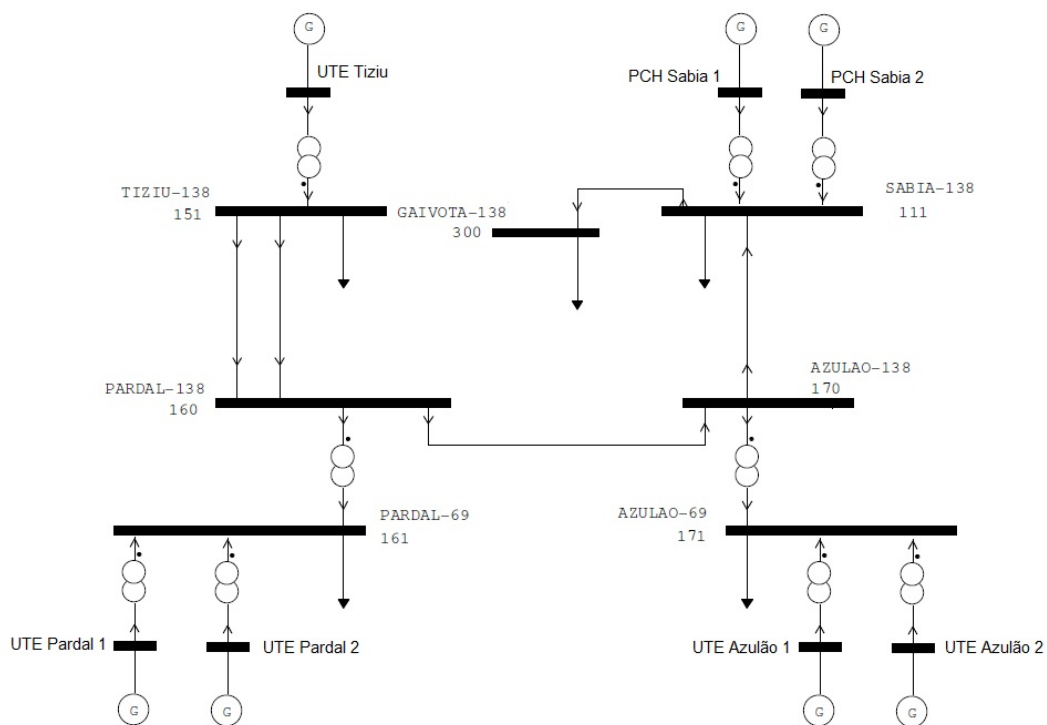 G
G
G
UTE Tiziu
PCH Sabia 1
PCH Sabia 2
TIZIU-138
151
GAIVOTA-138
300
SABIA-138
111
PARDAL-138
160
AZULAO-138
170
PARDAL-69
161
AZULAO-69
171
UTE Pardal 1
UTE Pardal 2
UTE Azulão 1
UTE Azulão 2
G
G
G
G